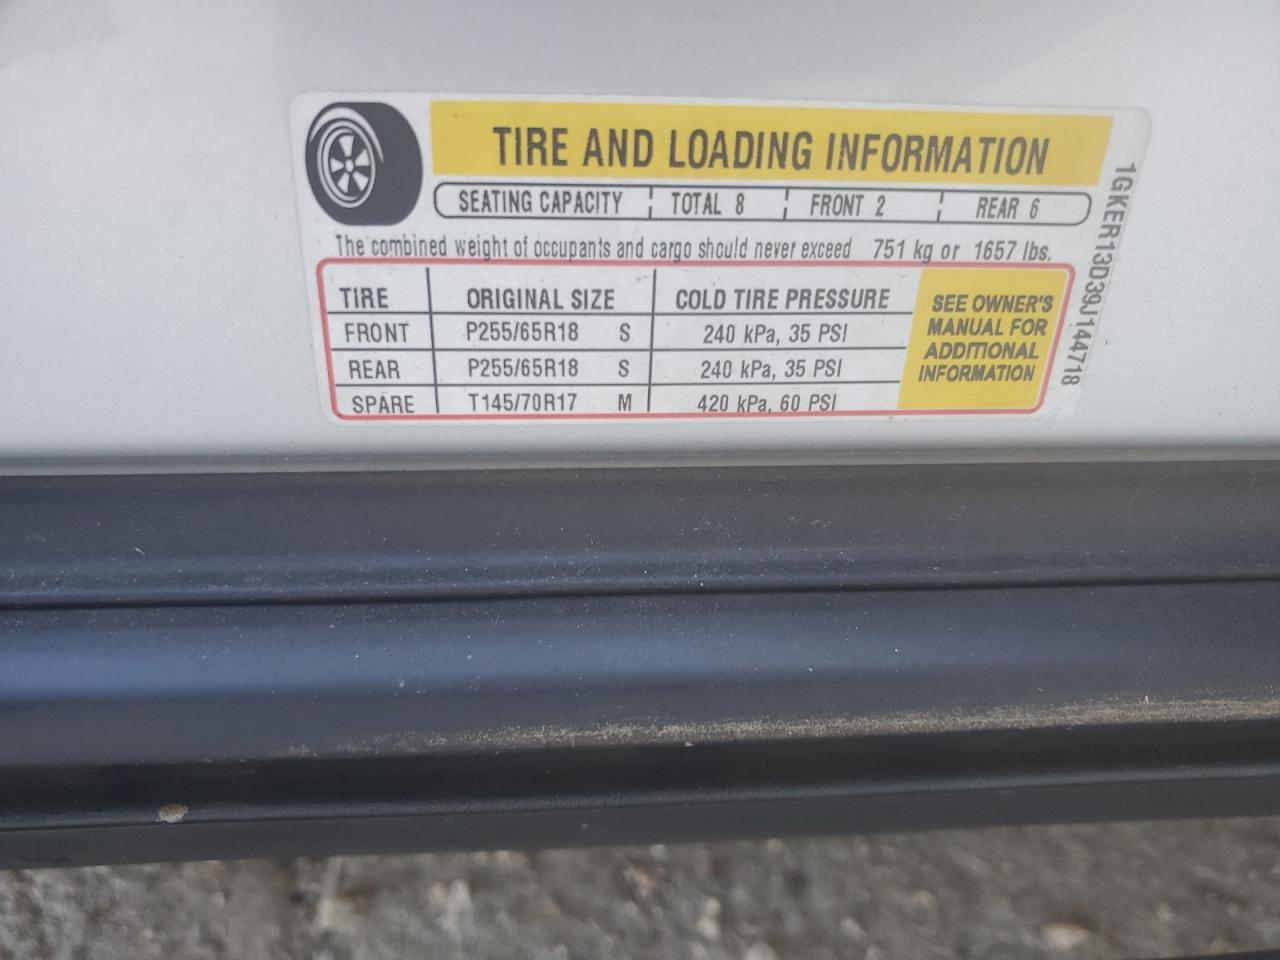 TIRE AND LOADING INFORMATION
SEATING CAPACITY TOTAL 8 FRONT 2 REAR 6
The combined weight of occupants and cargo should never exceed 751 kg or 1657 lbs.
TIRE ORIGINAL SIZE COLD TIRE PRESSURE
FRONT P255/65R18 S 240 kPa, 35 PSI
REAR P255/65R18 S 240 kPa, 35 PSI
SPARE T145/70R17 M 420 kPa, 60 PSI
SEE OWNER'S
MANUAL FOR
ADDITIONAL
INFORMATION
1GKER13D39J144718